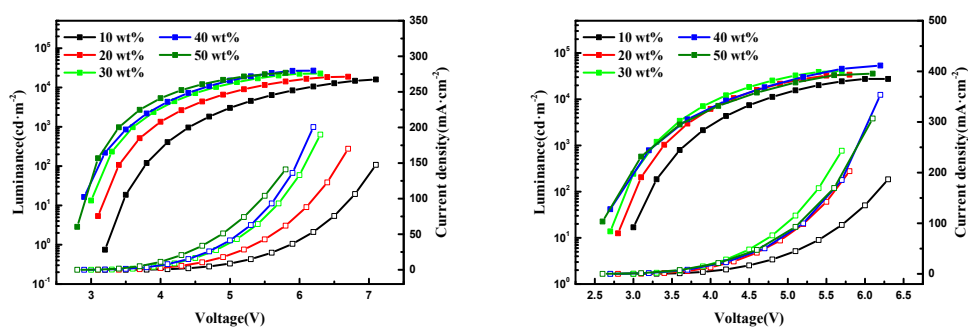 10 wt%
40 wt%
20 wt%
50 wt%
30 wt%
10⁵
10⁴
10³
10²
10¹
10⁰
10⁻¹
Luminance(cd·m⁻²)
350
300
250
200
150
100
50
0
Current density(mA·cm⁻²)
3 4 5 6 7
Voltage(V)
10 wt%
40 wt%
20 wt%
50 wt%
30 wt%
10⁵
10⁴
10³
10²
10¹
10⁰
Luminance(cd·m⁻²)
500
400
300
200
100
0
Current density(mA·cm⁻²)
2.5 3.0 3.5 4.0 4.5 5.0 5.5 6.0 6.5
Voltage(V)